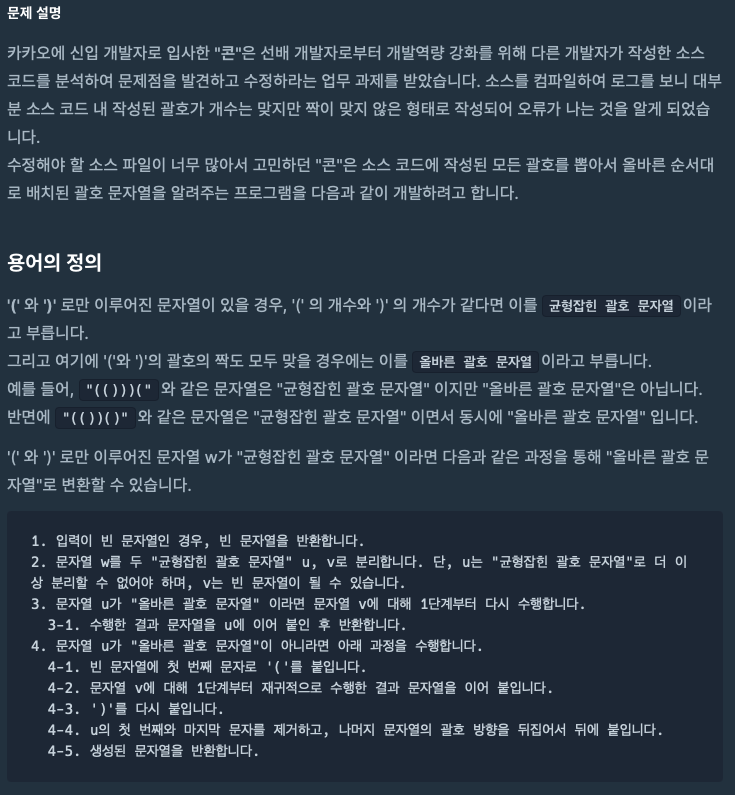 문제 설명
카카오에 신입 개발자로 입사한 "콘"은 선배 개발자로부터 개발역량 강화를 위해 다른 개발자가 작성한 소스
코드를 분석하여 문제점을 발견하고 수정하라는 업무 과제를 받았습니다. 소스를 컴파일하여 로그를 보니 대부
분 소스 코드 내 작성된 괄호가 개수는 맞지만 짝이 맞지 않은 형태로 작성되어 오류가 나는 것을 알게 되었습
니다.
수정해야 할 소스 파일이 너무 많아서 고민하던 "콘"은 소스 코드에 작성된 모든 괄호를 뽑아서 올바른 순서대
로 배치된 괄호 문자열을 알려주는 프로그램을 다음과 같이 개발하려고 합니다.
용어의 정의
'(' 와 ')' 로만 이루어진 문자열이 있을 경우, '(' 의 개수와 ')' 의 개수가 같다면 이를 균형잡힌 괄호 문자열 이라
고 부릅니다.
그리고 여기에 '('와 ')'의 괄호의 짝도 모두 맞을 경우에는 이를 올바른 괄호 문자열 이라고 부릅니다.
예를 들어, "(()))(" 와 같은 문자열은 "균형잡힌 괄호 문자열" 이지만 "올바른 괄호 문자열"은 아닙니다.
반면에 "(())()" 와 같은 문자열은 "균형잡힌 괄호 문자열" 이면서 동시에 "올바른 괄호 문자열" 입니다.
'(' 와 ')' 로만 이루어진 문자열 w가 "균형잡힌 괄호 문자열" 이라면 다음과 같은 과정을 통해 "올바른 괄호 문
자열"로 변환할 수 있습니다.
1. 입력이 빈 문자열인 경우, 빈 문자열을 반환합니다.
2. 문자열 w를 두 "균형잡힌 괄호 문자열" u, v로 분리합니다. 단, u는 "균형잡힌 괄호 문자열"로 더 이
상 분리할 수 없어야 하며, v는 빈 문자열이 될 수 있습니다.
3. 문자열 u가 "올바른 괄호 문자열" 이라면 문자열 v에 대해 1단계부터 다시 수행합니다.
3-1. 수행한 결과 문자열을 u에 이어 붙인 후 반환합니다.
4. 문자열 u가 "올바른 괄호 문자열"이 아니라면 아래 과정을 수행합니다.
4-1. 빈 문자열에 첫 번째 문자로 '('를 붙입니다.
4-2. 문자열 v에 대해 1단계부터 재귀적으로 수행한 결과 문자열을 이어 붙입니다.
4-3. ')'를 다시 붙입니다.
4-4. u의 첫 번째와 마지막 문자를 제거하고, 나머지 문자열의 괄호 방향을 뒤집어서 뒤에 붙입니다.
4-5. 생성된 문자열을 반환합니다.